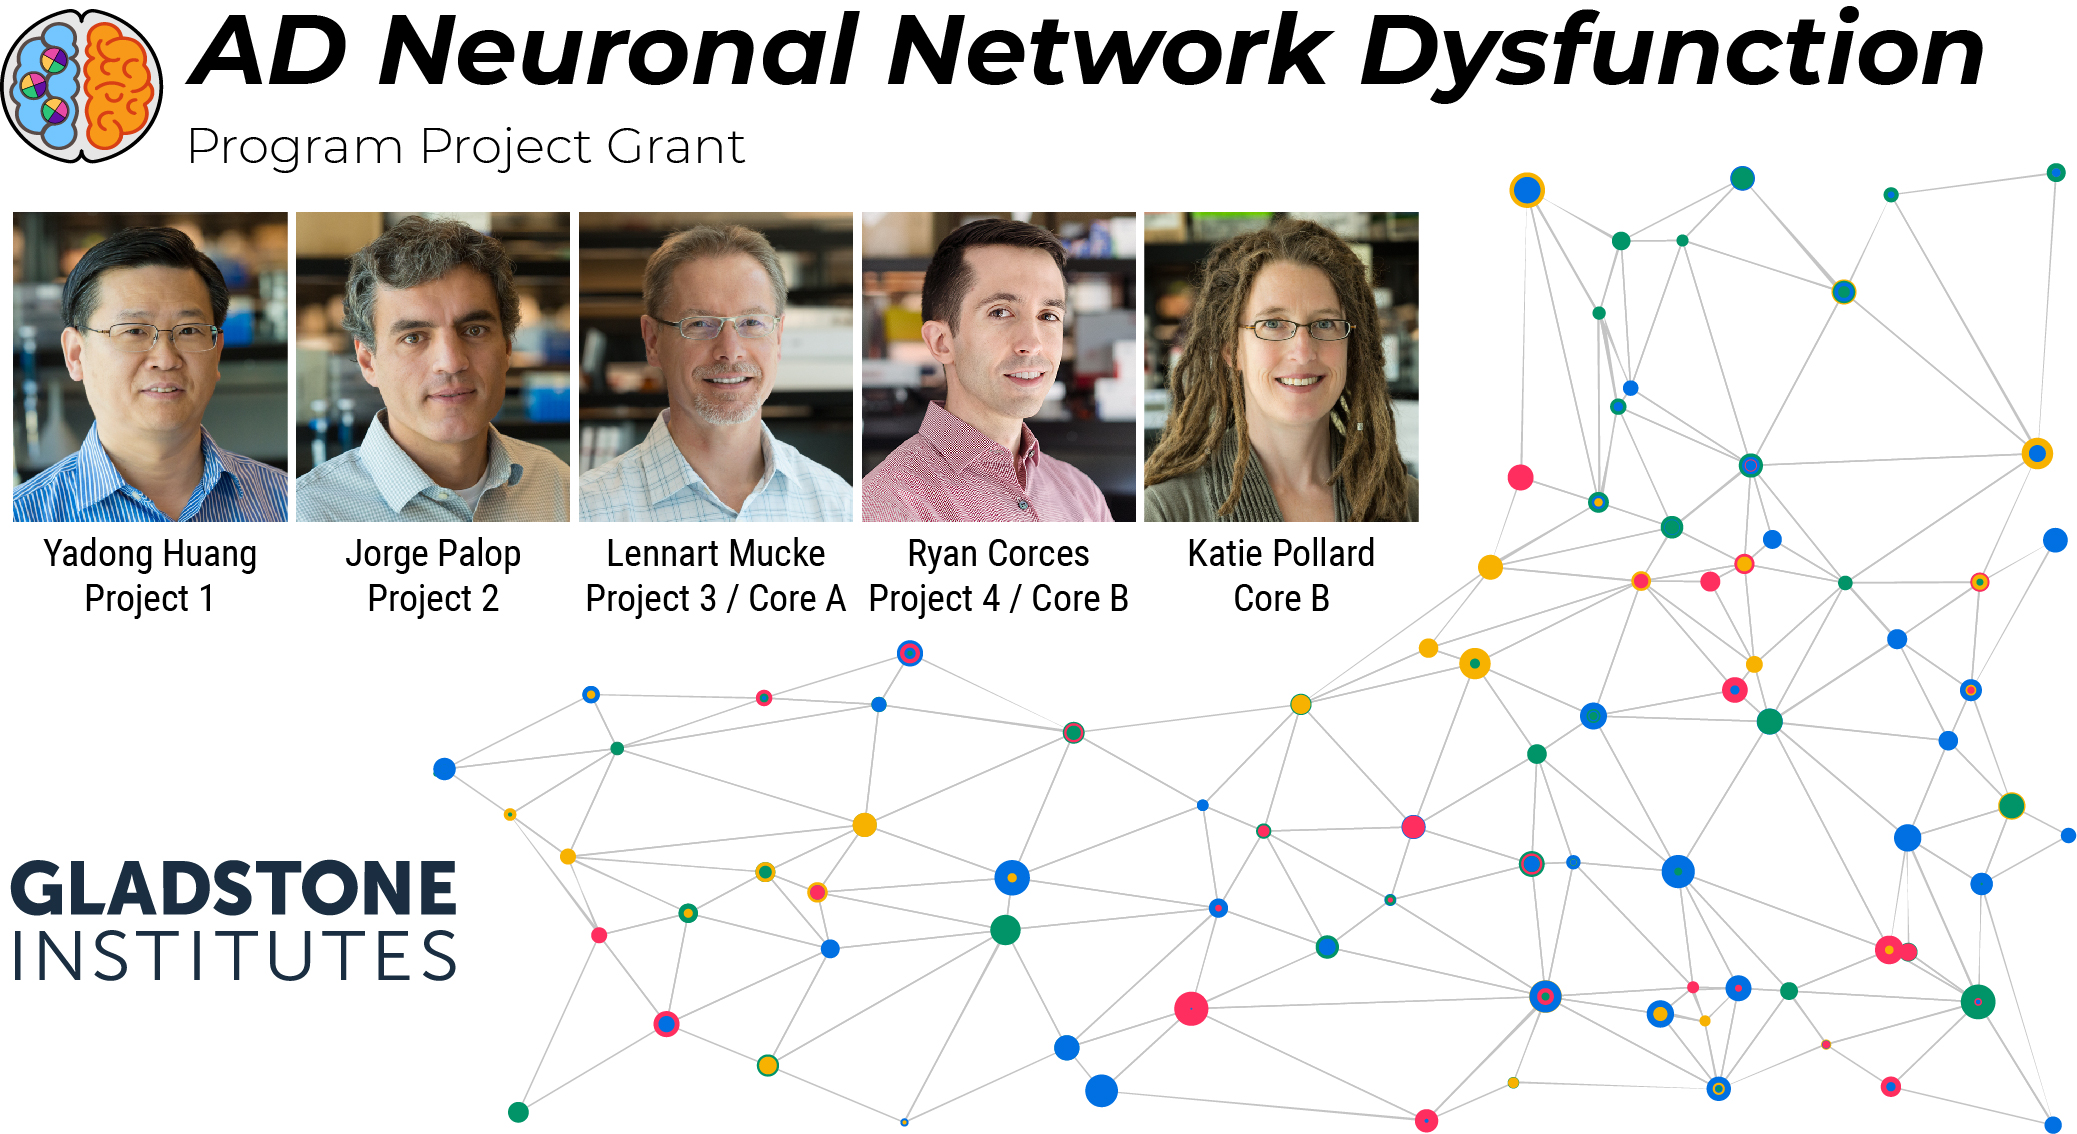 AD Neuronal Network Dysfunction
Program Project Grant
Yadong Huang
Project 1
Jorge Palop
Project 2
Lennart Mucke
Project 3 / Core A
Ryan Corces
Project 4 / Core B
Katie Pollard
Core B
GLADSTONE
INSTITUTES